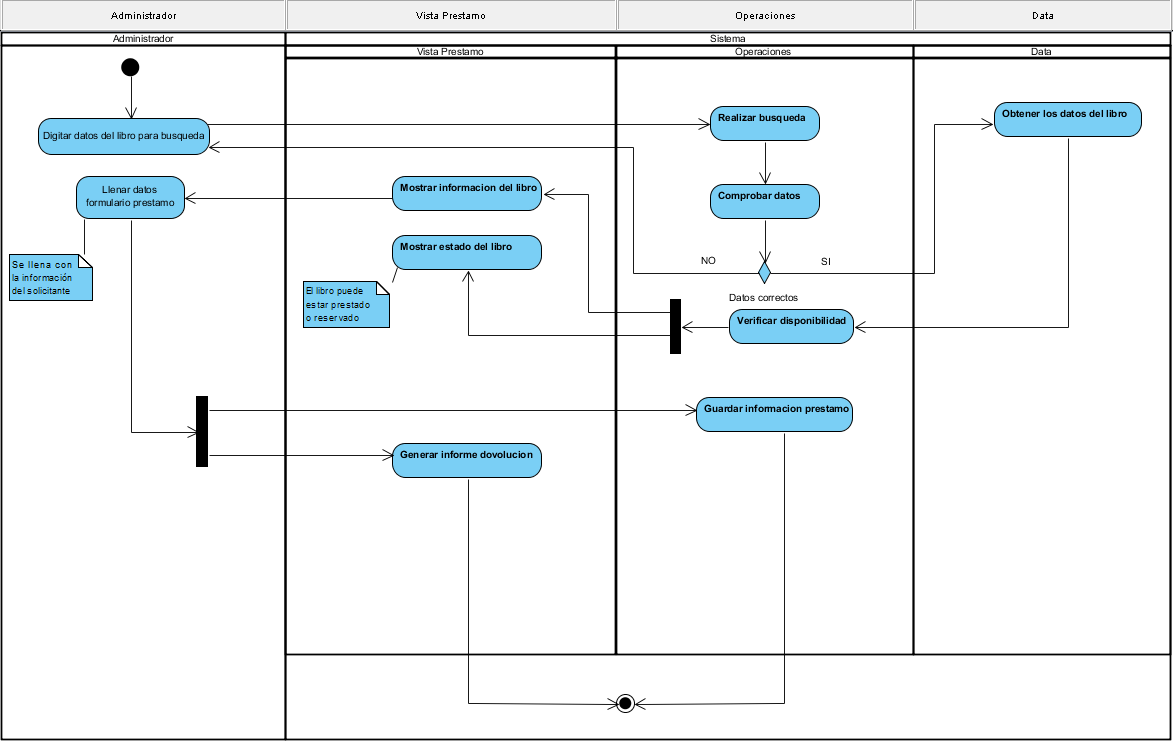 Administrador
Vista Prestamo
Operaciones
Data
Administrador
Sistema
Vista Prestamo
Operaciones
Data
Digitar datos del libro para busqueda
Realizar busqueda
Obtener los datos del libro
Llenar datos
formulario prestamo
Mostrar informacion del libro
Comprobar datos
Mostrar estado del libro
Se llena con
la información
del solicitante
NO
SI
El libro puede
estar prestado
o reservado
Datos correctos
Verificar disponibilidad
Guardar informacion prestamo
Generar informe dovolucion